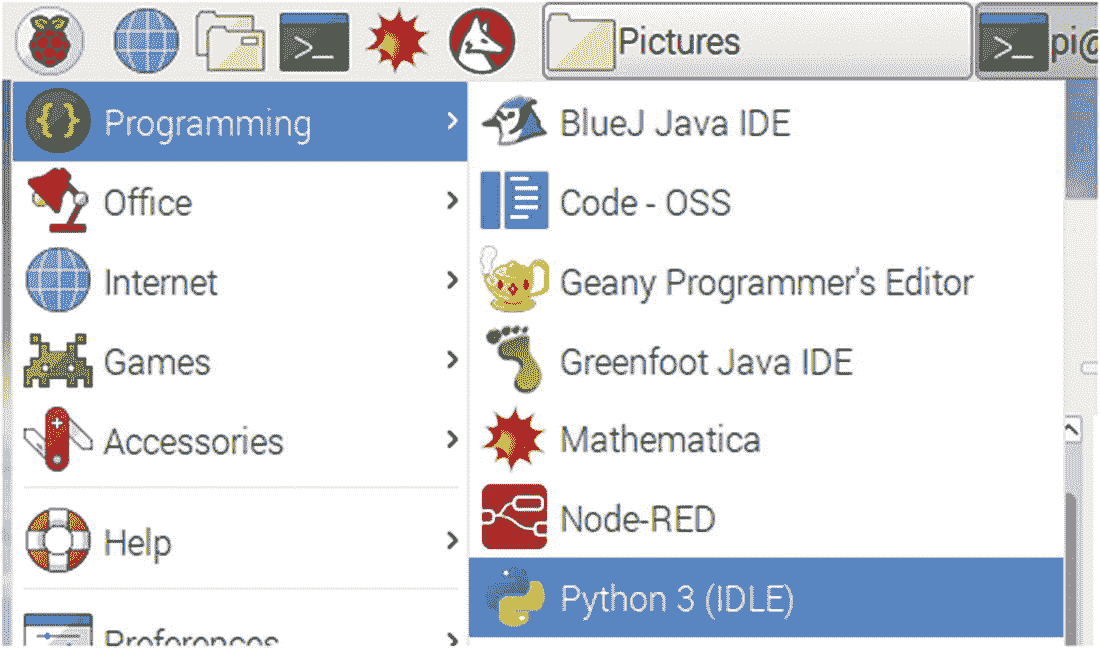 Pictures
pi@
Programming
Office
Internet
Games
Accessories
Help
Preferences
BlueJ Java IDE
Code - OSS
Geany Programmer's Editor
Greenfoot Java IDE
Mathematica
Node-RED
Python 3 (IDLE)